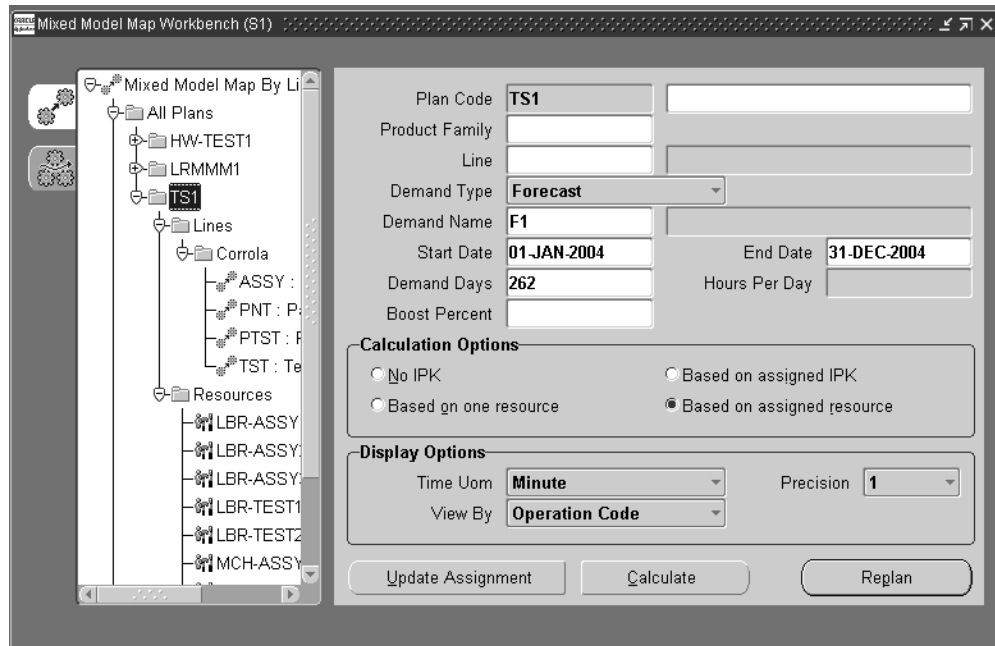 Mixed Model Map Workbench (S1)
Mixed Model Map By Li
All Plans
HW-TEST1
LRMMM1
TS1
Lines
Corrola
ASSY :
PNT : Pa
PTST : F
TST : Te
Resources
LBR-ASSY
LBR-ASSY
LBR-ASSY
LBR-TEST1
LBR-TEST2
MCH-ASSY
Plan Code TS1
Product Family
Line
Demand Type Forecast
Demand Name F1
Start Date 01-JAN-2004 End Date 31-DEC-2004
Demand Days 262 Hours Per Day
Boost Percent
Calculation Options
No IPK Based on assigned IPK
Based on one resource Based on assigned resource
Display Options
Time Uom Minute Precision 1
View By Operation Code
Update Assignment Calculate Replan